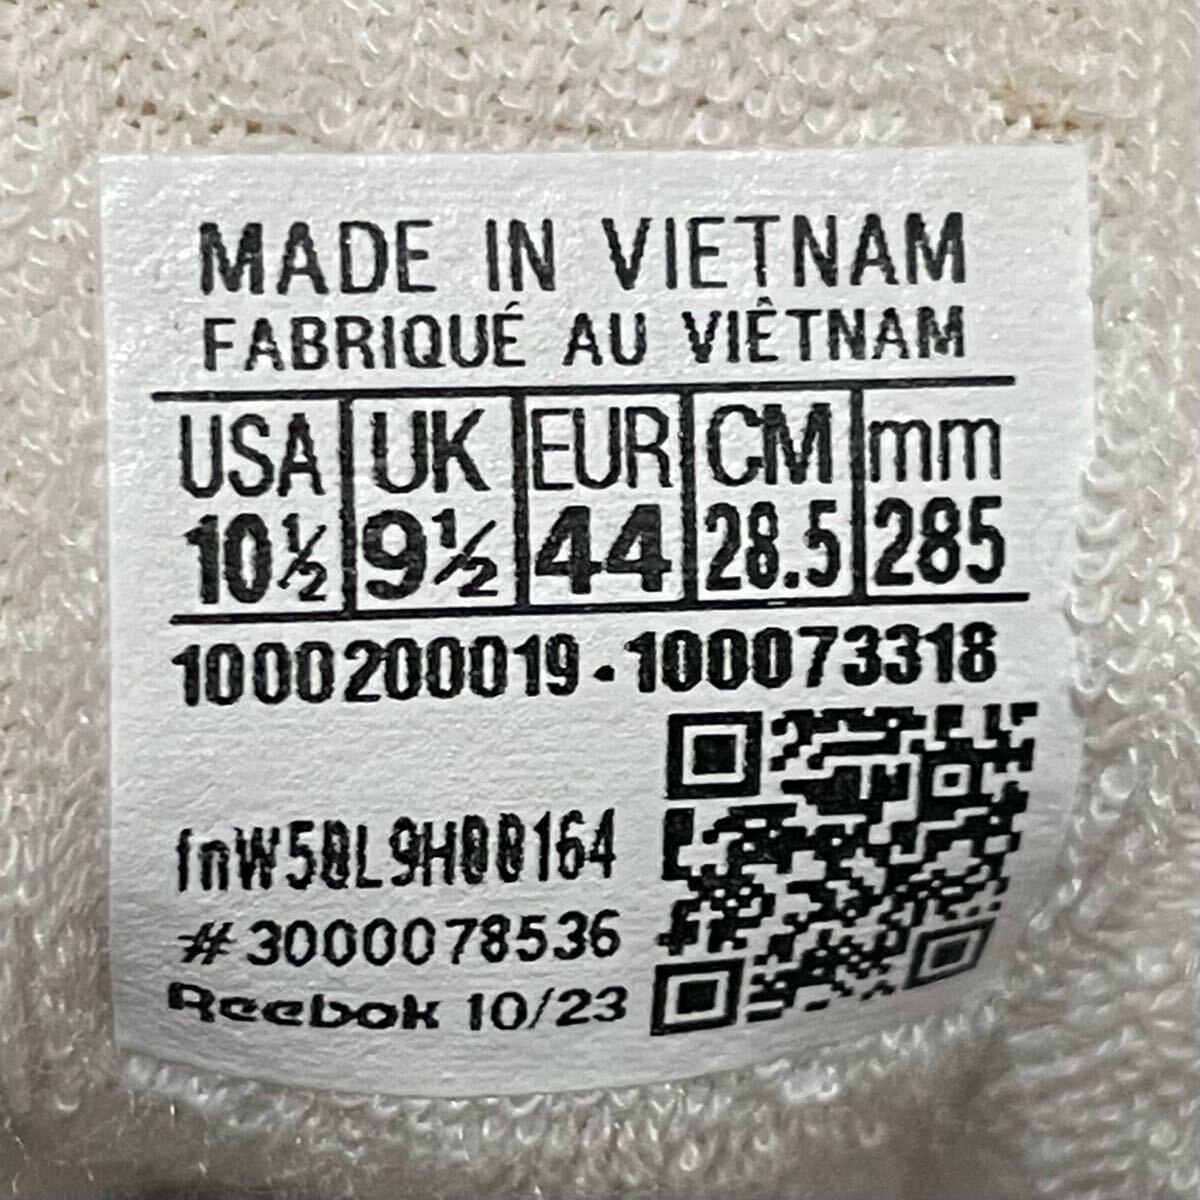 MADE IN VIETNAM
FABRIQUÉ AU VIÊTNAM
USA UK EUR CM mm
10½ 9½ 44 28.5 285
1000200019-100073318
#3000078536
Reebok 10/23